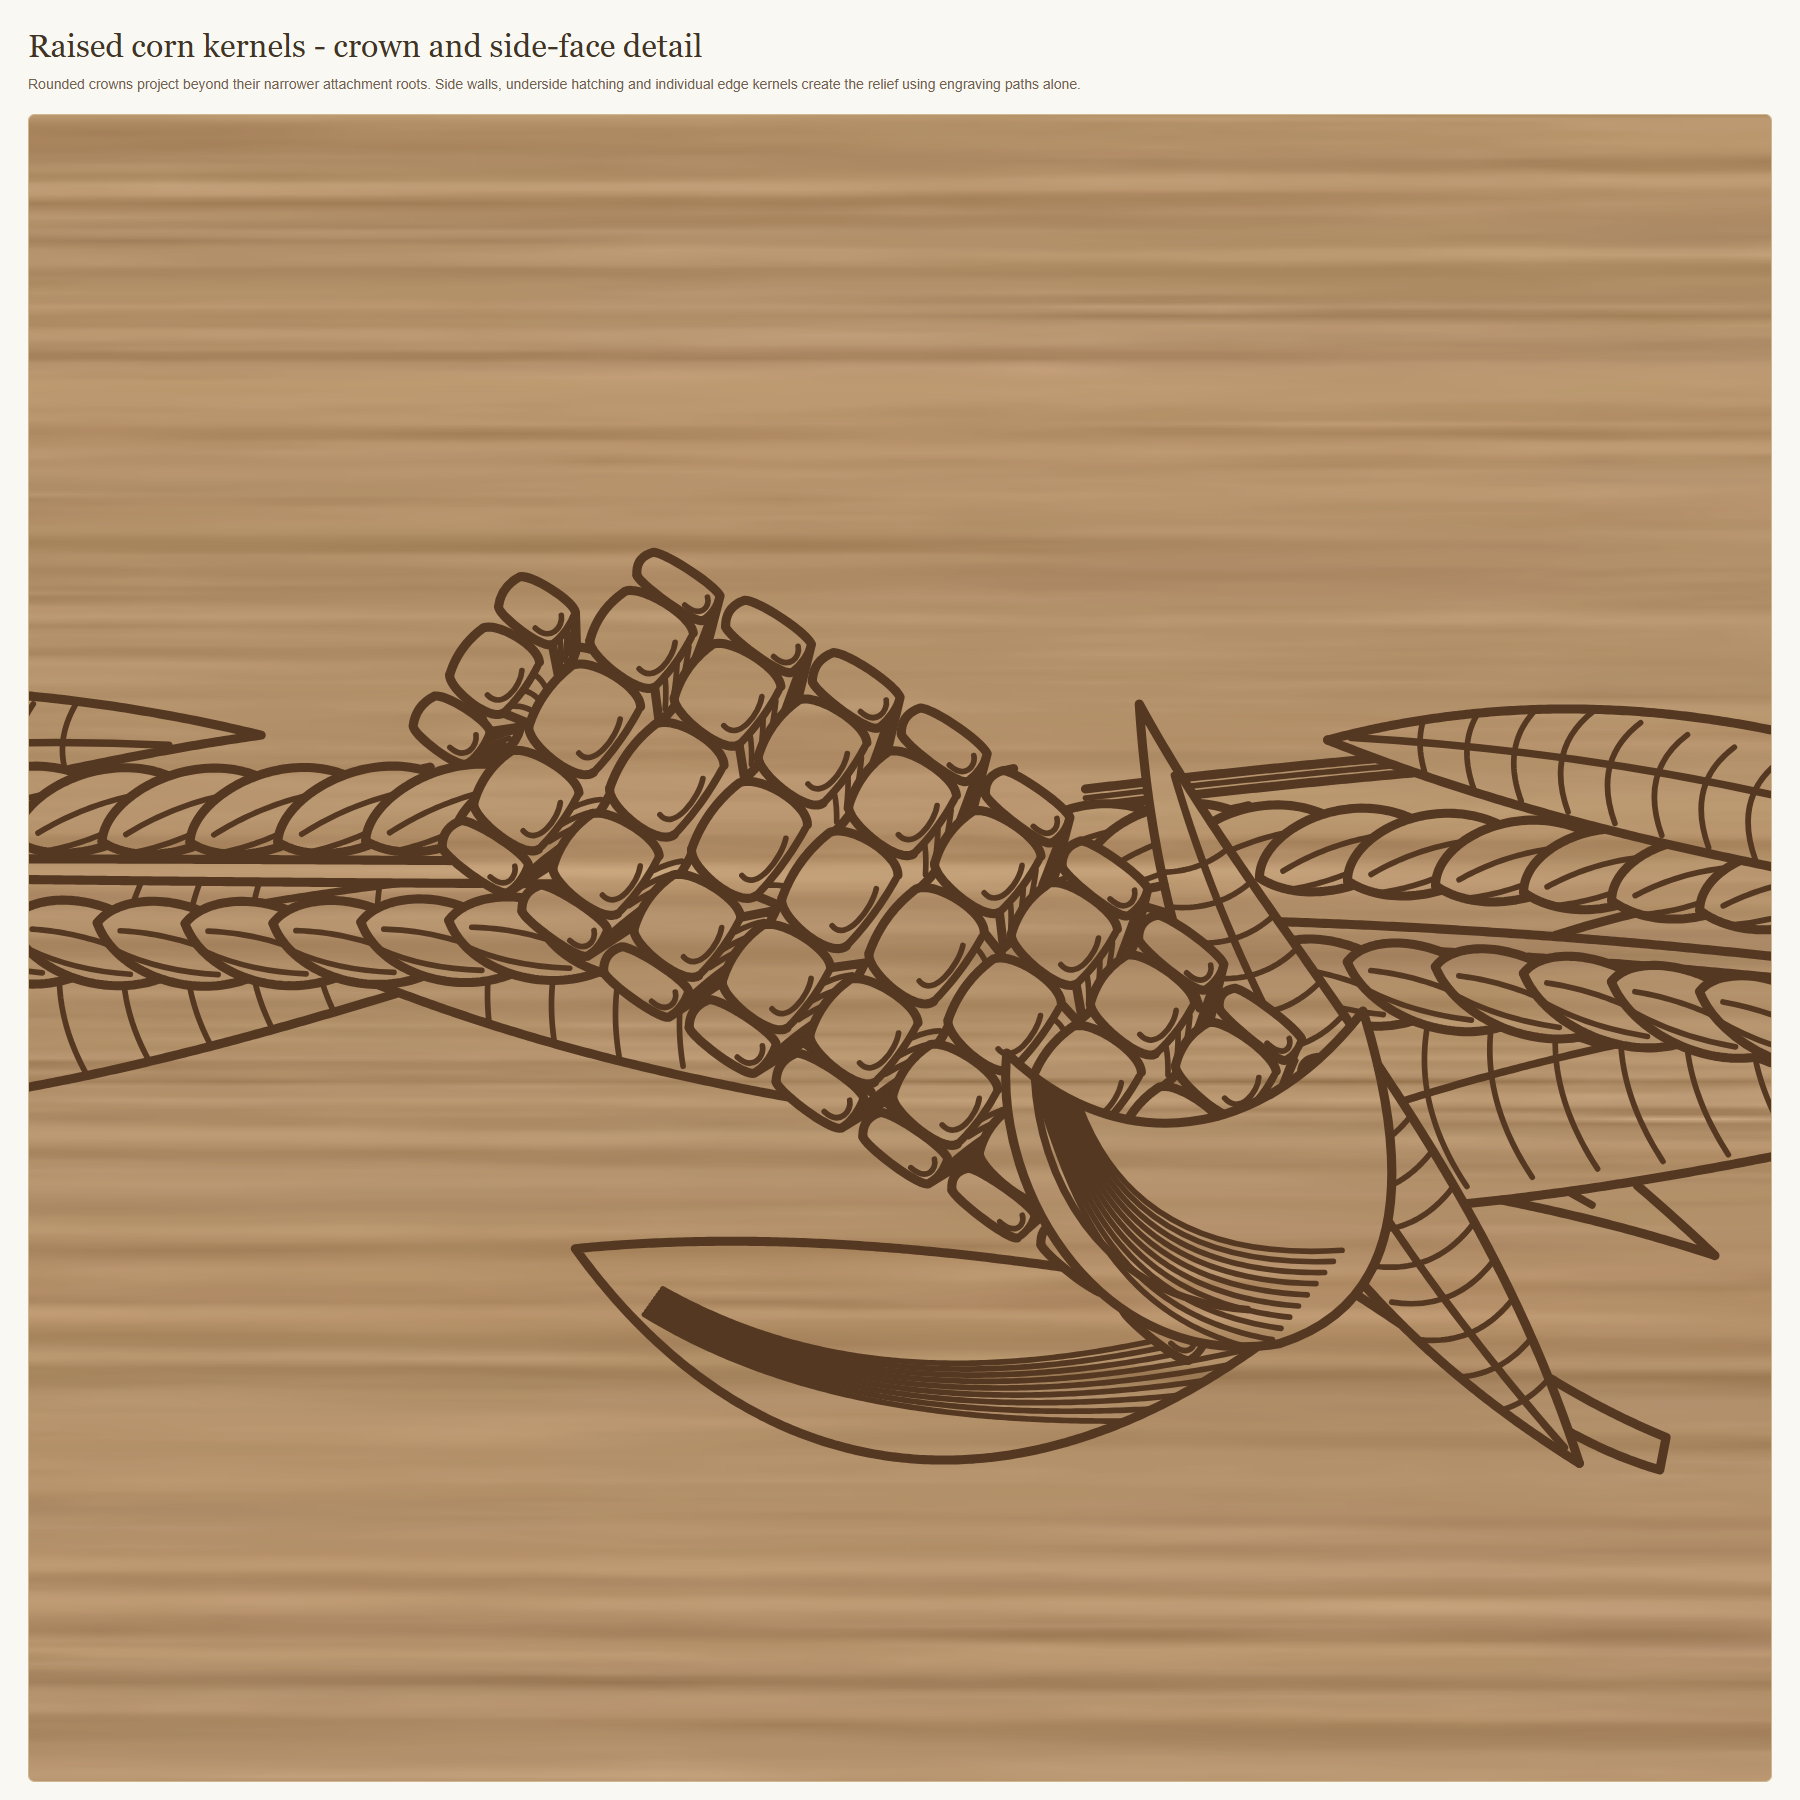 Raised corn kernels - crown and side-face detail
Rounded crowns project beyond their narrower attachment roots. Side walls, underside hatching and individual edge kernels create the relief using engraving paths alone.